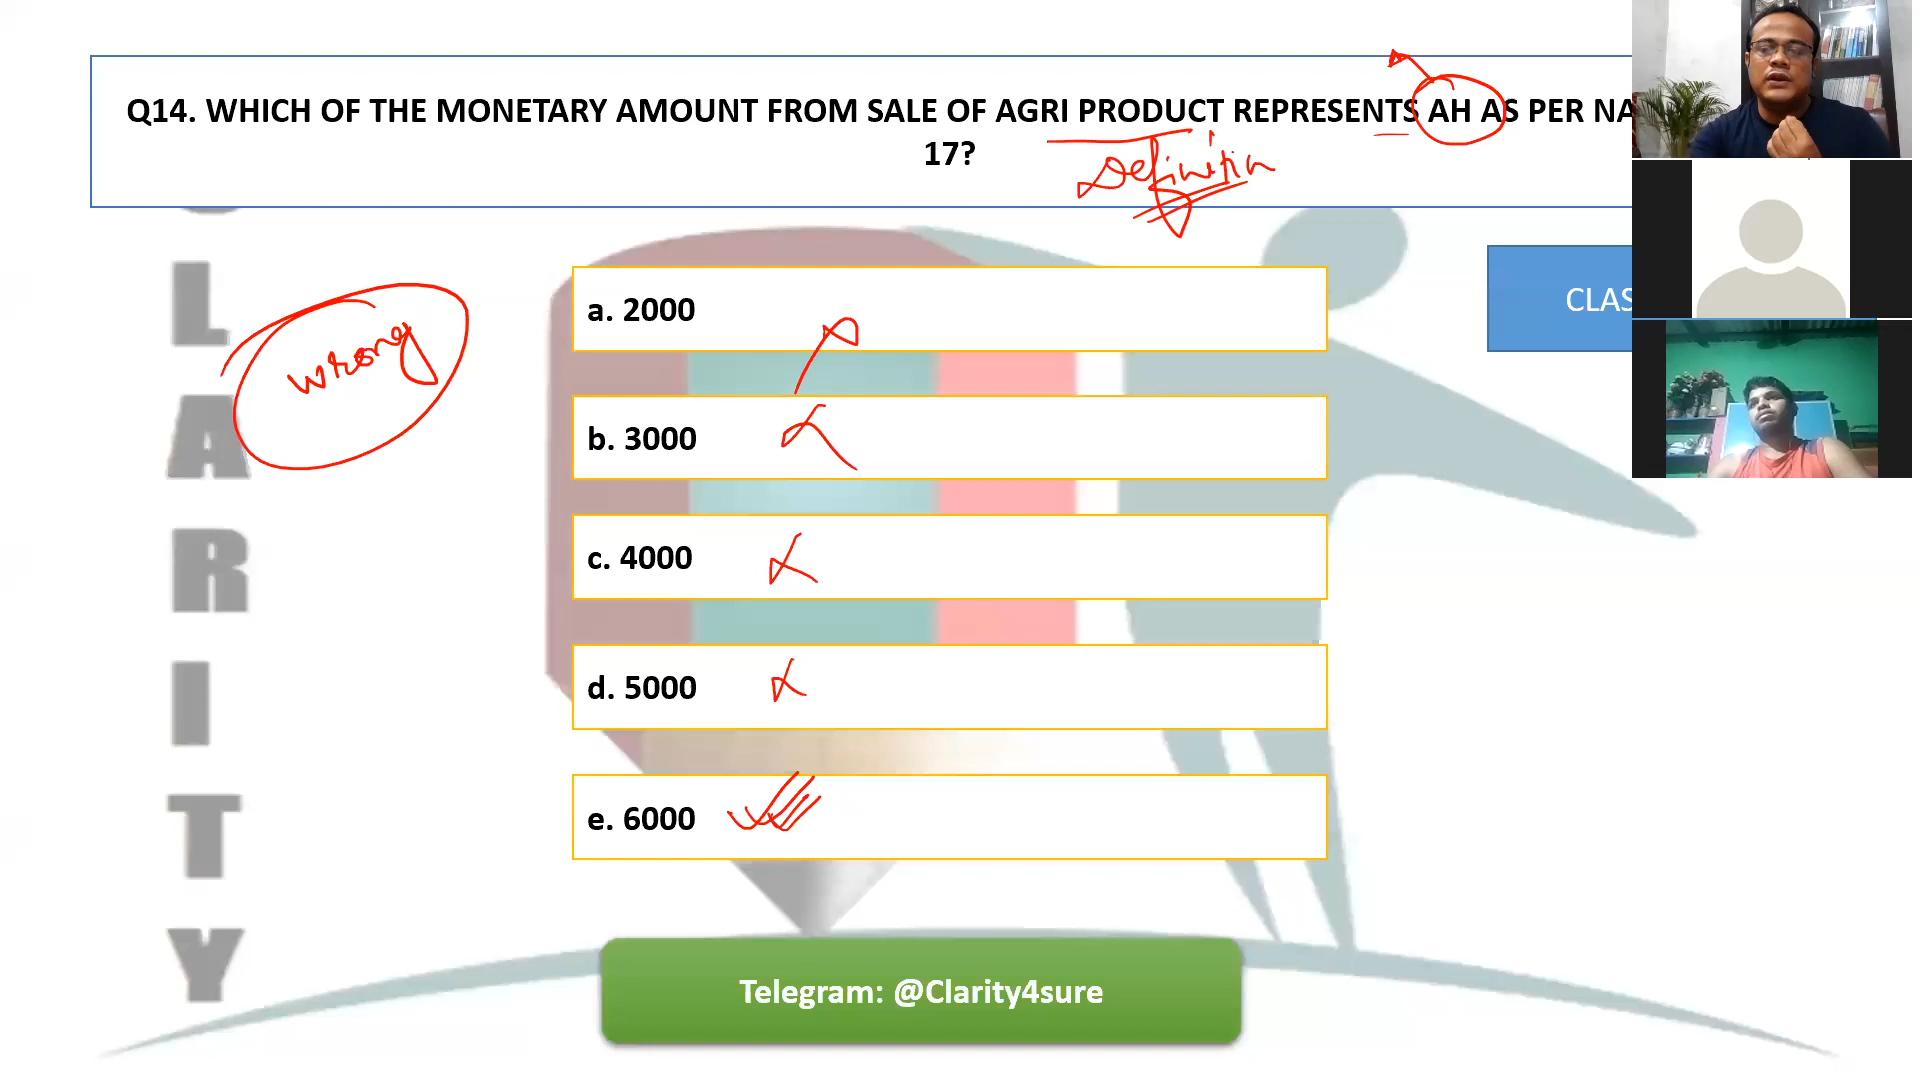 Q14. WHICH OF THE MONETARY AMOUNT FROM SALE OF AGRI PRODUCT REPRESENTS AH AS PER NA
17?
Definition
CLAS
wrong
a. 2000
b. 3000
c. 4000
d. 5000
e. 6000
L
A
R
I
T
Y
Telegram: @Clarity4sure